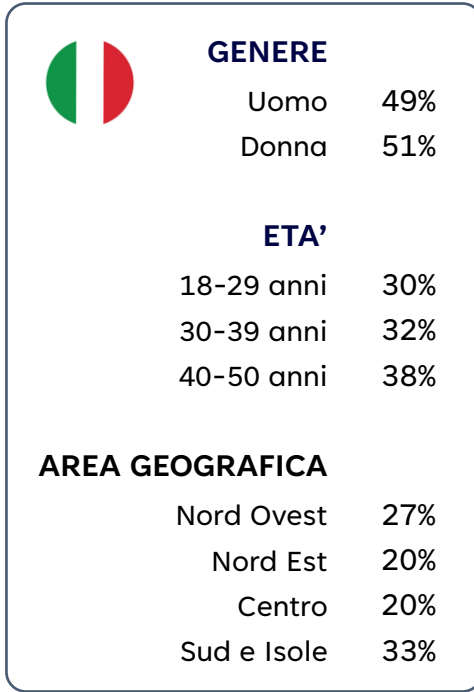 GENERE
Uomo 49%
Donna 51%
ETA’
18-29 anni 30%
30-39 anni 32%
40-50 anni 38%
AREA GEOGRAFICA
Nord Ovest 27%
Nord Est 20%
Centro 20%
Sud e Isole 33%